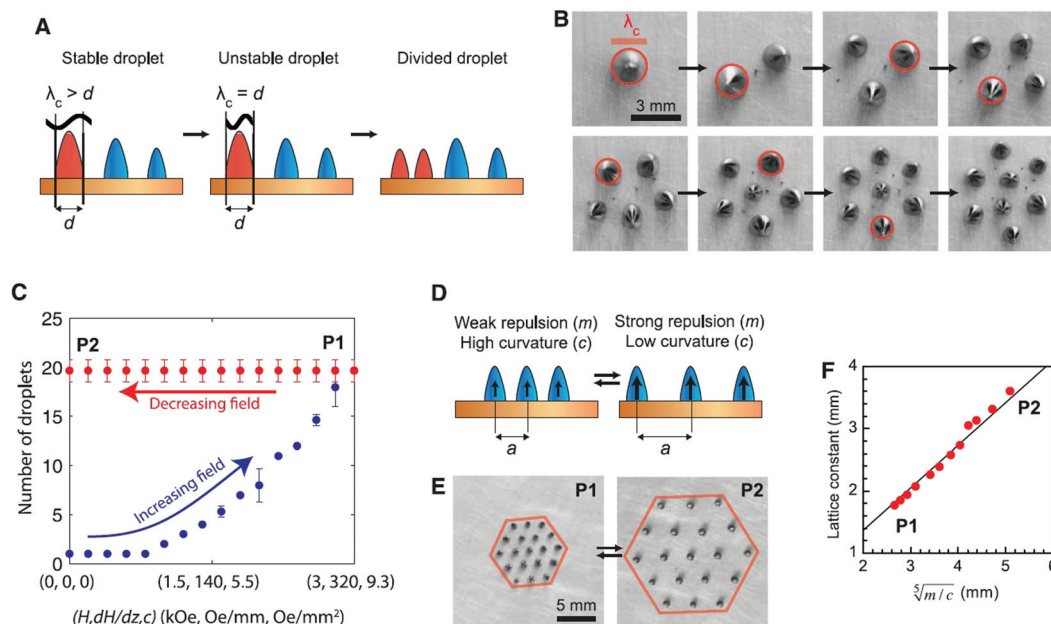 A
Stable droplet
Unstable droplet
Divided droplet
λc > d
λc = d
d
d
B
λc
3 mm
C
Number of droplets
25
20
15
10
5
0
P2
P1
Decreasing field
Increasing field
(0, 0, 0)
(1.5, 140, 5.5)
(3, 320, 9.3)
(H,dH/dz,c) (kOe, Oe/mm, Oe/mm²)
D
Weak repulsion (m)
High curvature (c)
Strong repulsion (m)
Low curvature (c)
a
a
E
P1
P2
5 mm
F
Lattice constant (mm)
4
3
2
1
P2
P1
2
3
4
5
6
⁵√m/c (mm)